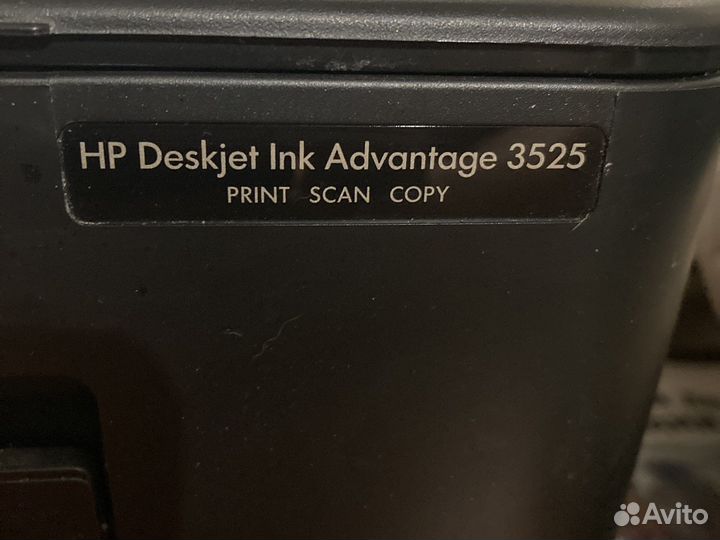 HP Deskjet Ink Advantage 3525
PRINT SCAN COPY
Avito